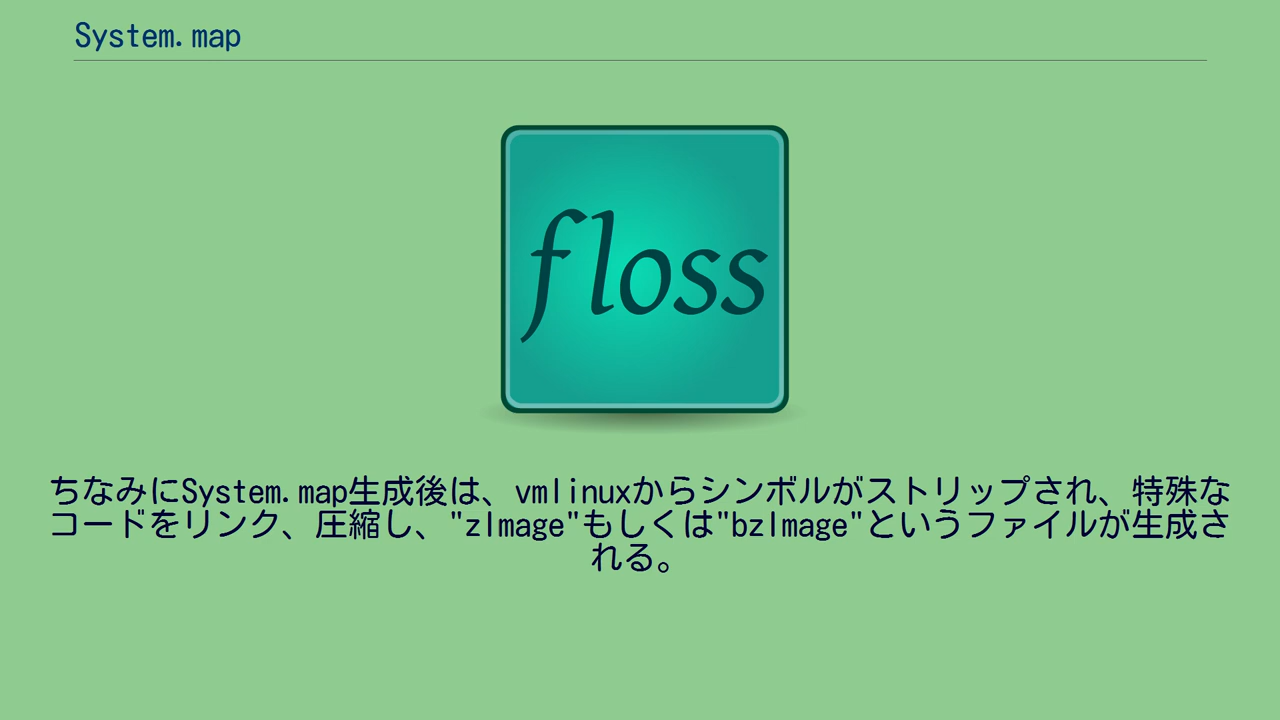 System.map
floss
ちなみにSystem.map生成後は、vmlinuxからシンボルがストリップされ、特殊な
コードをリンク、圧縮し、"zImage"もしくは"bzImage"というファイルが生成さ
れる。